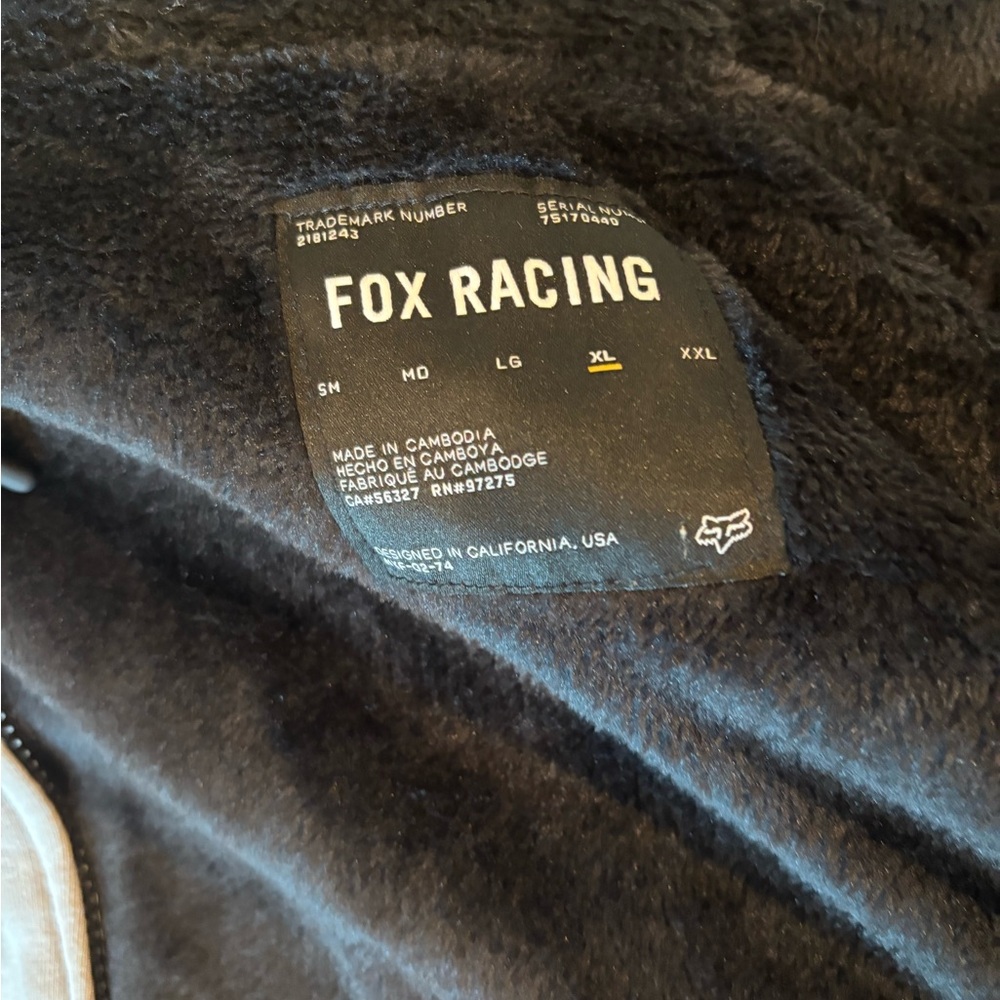 TRADEMARK NUMBER
2181243
SERIAL
75170440
FOX RACING
SM MD LG XL XXL
MADE IN CAMBODIA
HECHO EN CAMBOYA
FABRIQUÉ AU CAMBODGE
CA#56327 RN#97275
DESIGNED IN CALIFORNIA, USA